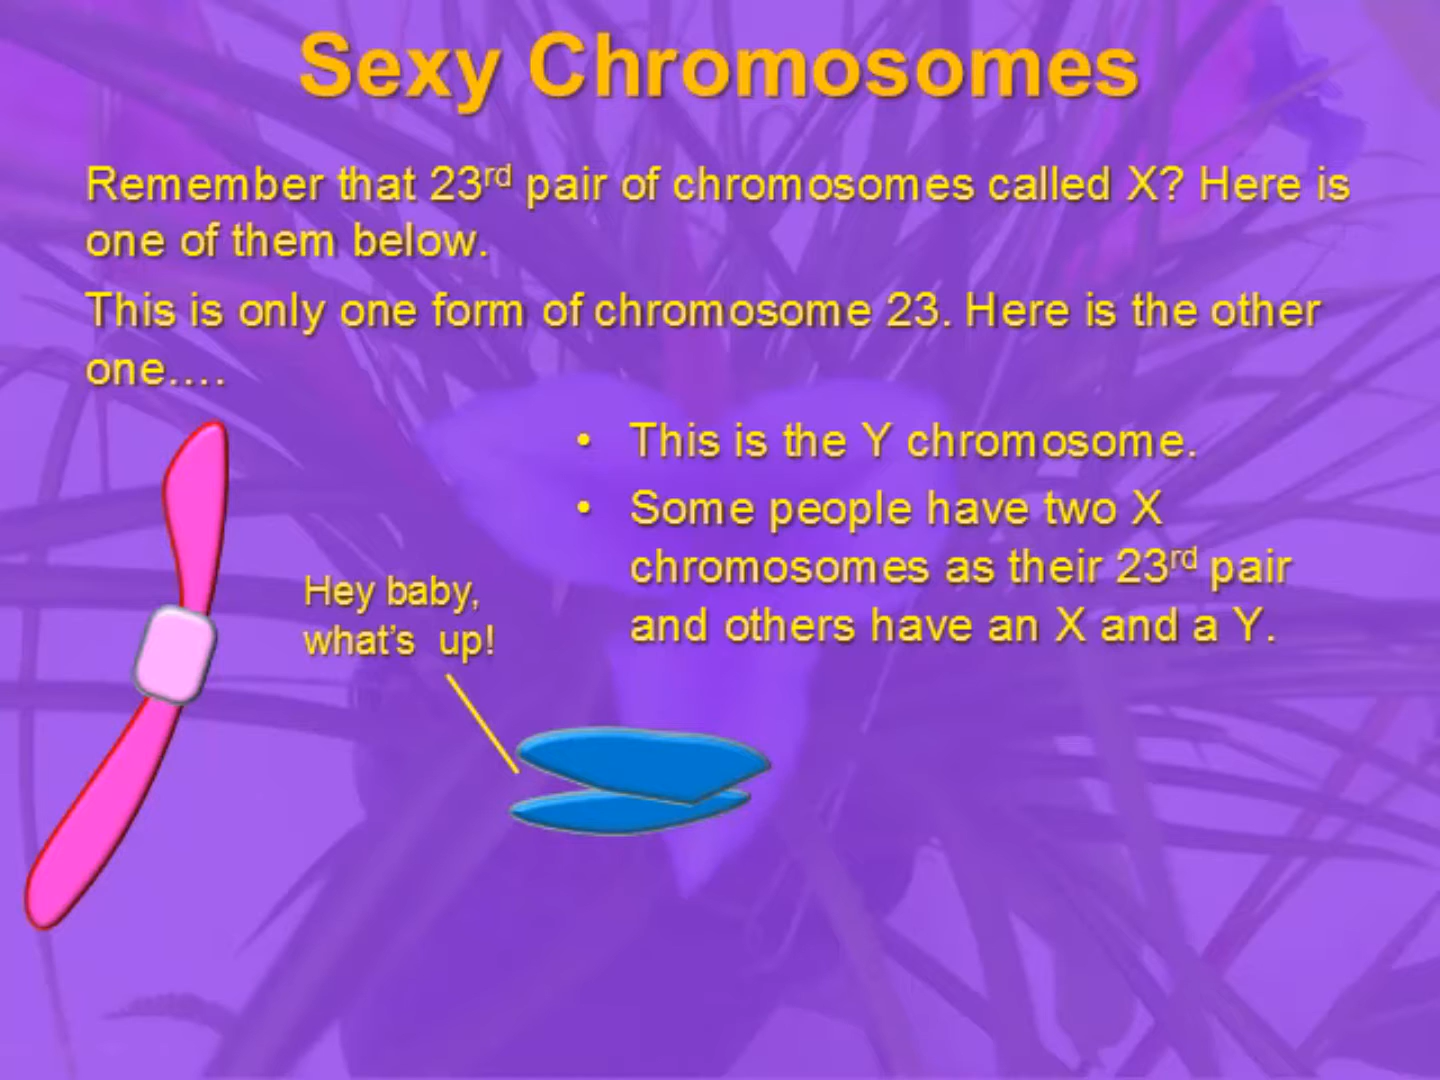 Sexy Chromosomes
Remember that 23rd pair of chromosomes called X? Here is
one of them below.
This is only one form of chromosome 23. Here is the other
one....
• This is the Y chromosome.
• Some people have two X
chromosomes as their 23rd pair
and others have an X and a Y.
Hey baby,
what's up!